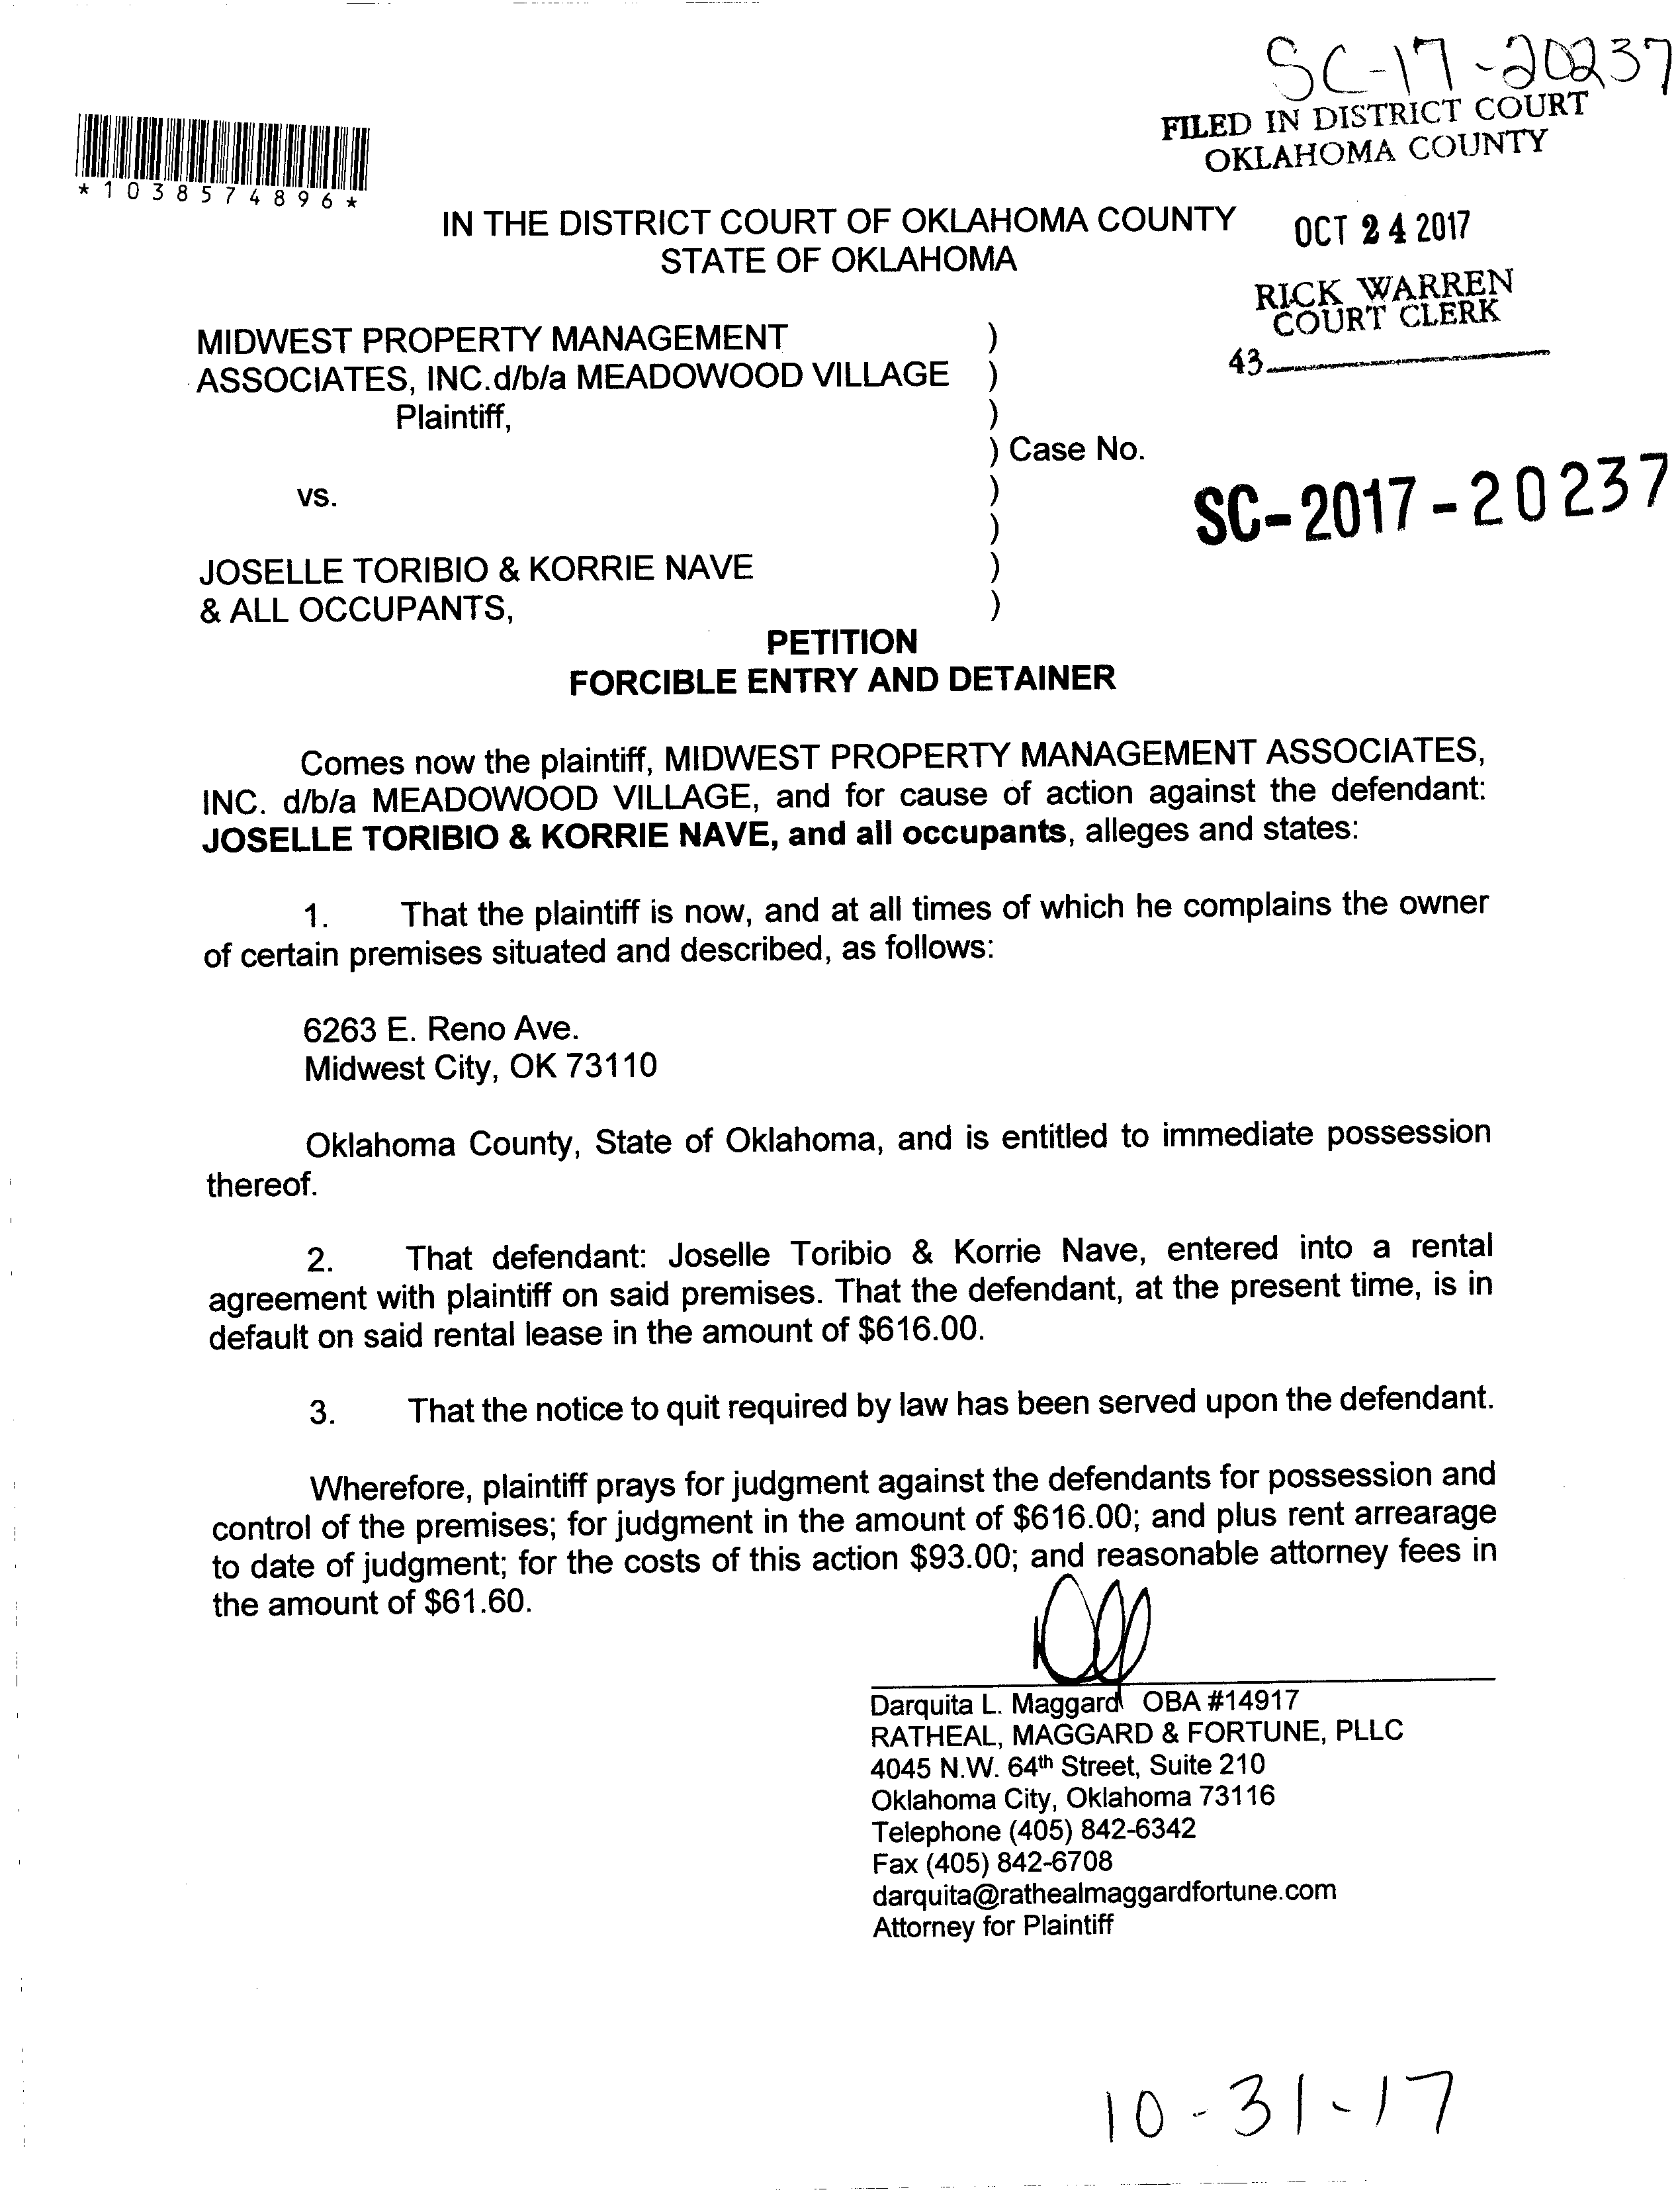 SC-17-20237
FILED IN DISTRICT COURT
OKLAHOMA COUNTY
*1038574896*
IN THE DISTRICT COURT OF OKLAHOMA COUNTY
STATE OF OKLAHOMA
OCT 24 2017
RICK WARREN
COURT CLERK
43
MIDWEST PROPERTY MANAGEMENT )
ASSOCIATES, INC.d/b/a MEADOWOOD VILLAGE )
Plaintiff, )
) Case No.
vs. )
SC-2017-20237
)
JOSELLE TORIBIO & KORRIE NAVE )
& ALL OCCUPANTS, )
PETITION
FORCIBLE ENTRY AND DETAINER
Comes now the plaintiff, MIDWEST PROPERTY MANAGEMENT ASSOCIATES,
INC. d/b/a MEADOWOOD VILLAGE, and for cause of action against the defendant:
JOSELLE TORIBIO & KORRIE NAVE, and all occupants, alleges and states:
1. That the plaintiff is now, and at all times of which he complains the owner
of certain premises situated and described, as follows:
6263 E. Reno Ave.
Midwest City, OK 73110
Oklahoma County, State of Oklahoma, and is entitled to immediate possession
thereof.
2. That defendant: Joselle Toribio & Korrie Nave, entered into a rental
agreement with plaintiff on said premises. That the defendant, at the present time, is in
default on said rental lease in the amount of $616.00.
3. That the notice to quit required by law has been served upon the defendant.
Wherefore, plaintiff prays for judgment against the defendants for possession and
control of the premises; for judgment in the amount of $616.00; and plus rent arrearage
to date of judgment; for the costs of this action $93.00; and reasonable attorney fees in
the amount of $61.60.
Darquita L. Maggard OBA #14917
RATHEAL, MAGGARD & FORTUNE, PLLC
4045 N.W. 64th Street, Suite 210
Oklahoma City, Oklahoma 73116
Telephone (405) 842-6342
Fax (405) 842-6708
darquita@rathealmaggardfortune.com
Attorney for Plaintiff
10-31-17